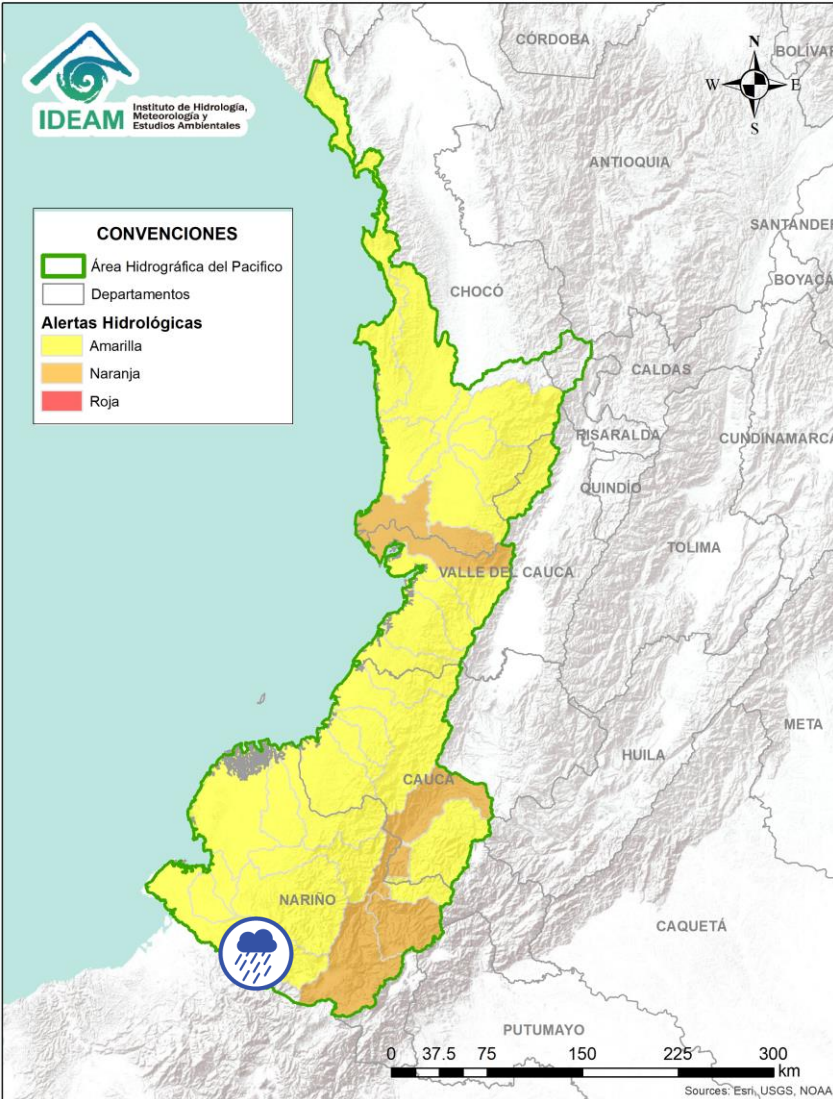 IDEAM
Instituto de Hidrología,
Meteorología y
Estudios Ambientales
CÓRDOBA
BOLÍVAR
N
W
E
S
ANTIOQUIA
SANTANDER
BOYACÁ
CONVENCIONES
Área Hidrográfica del Pacifico
Departamentos
Alertas Hidrológicas
Amarilla
Naranja
Roja
CHOCÓ
CALDAS
RISARALDA
CUNDINAMARCA
QUINDÍO
TOLIMA
VALLE DEL CAUCA
META
HUILA
CAUCA
NARIÑO
CAQUETÁ
PUTUMAYO
0 37.5 75 150 225 300
km
Sources: Esri, USGS, NOAA